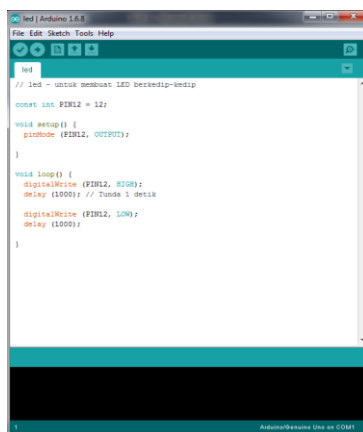 led | Arduino 1.6.8
File Edit Sketch Tools Help
led
// led - untuk membuat LED berkedip-kedip
const int PIN12 = 12;
void setup() {
pinMode (PIN12, OUTPUT);
}
void loop() {
digitalWrite (PIN12, HIGH);
delay (1000); // Tunda 1 detik
digitalWrite (PIN12, LOW);
delay (1000);
}
1
Arduino/Genuino Uno on COM1